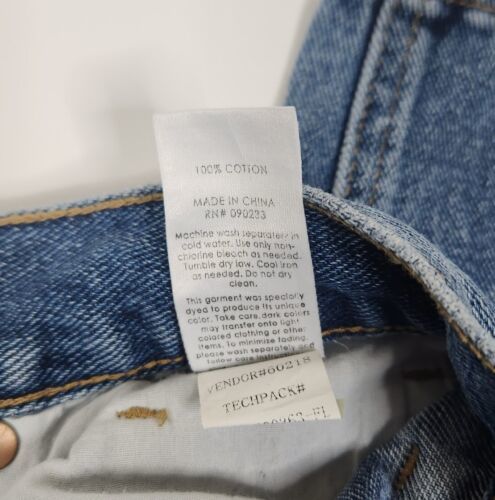 100% COTTON
MADE IN CHINA
RN# 090233
Machine wash separately in
cold water. Use only non-
chlorine bleach as needed.
Tumble dry low. Cool iron
as needed. Do not dry
clean.
This garment was specially
dyed to produce its unique
color. Take care, dark colors
may transfer onto light
colored clothing or other
items. To minimize fading,
please wash separately and
follow care instructions
VENDOR#60218
TECHPACK#